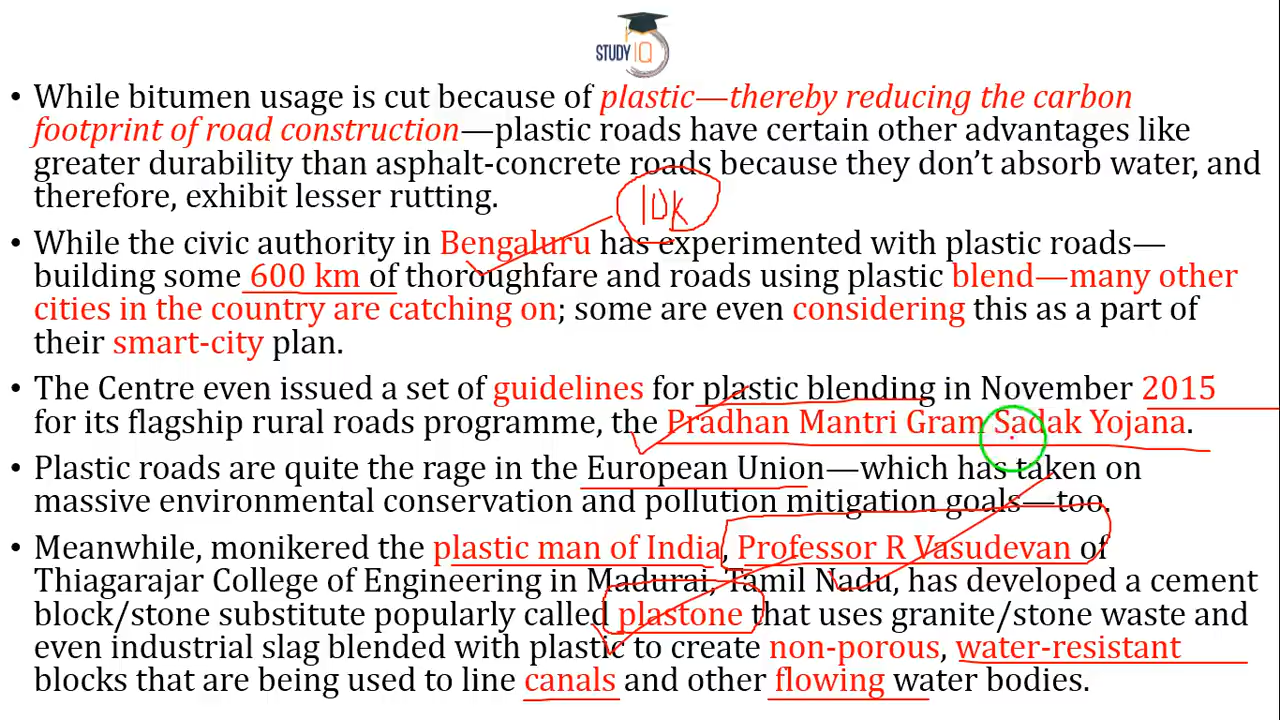 STUDY IQ
• While bitumen usage is cut because of plastic—thereby reducing the carbon
footprint of road construction—plastic roads have certain other advantages like
greater durability than asphalt-concrete roads because they don't absorb water, and
therefore, exhibit lesser rutting.
10K
• While the civic authority in Bengaluru has experimented with plastic roads—
building some 600 km of thoroughfare and roads using plastic blend—many other
cities in the country are catching on; some are even considering this as a part of
their smart-city plan.
• The Centre even issued a set of guidelines for plastic blending in November 2015
for its flagship rural roads programme, the Pradhan Mantri Gram Sadak Yojana.
• Plastic roads are quite the rage in the European Union—which has taken on
massive environmental conservation and pollution mitigation goals—too.
• Meanwhile, monikered the plastic man of India, Professor R Vasudevan of
Thiagarajar College of Engineering in Madurai, Tamil Nadu, has developed a cement
block/stone substitute popularly called plastone that uses granite/stone waste and
even industrial slag blended with plastic to create non-porous, water-resistant
blocks that are being used to line canals and other flowing water bodies.